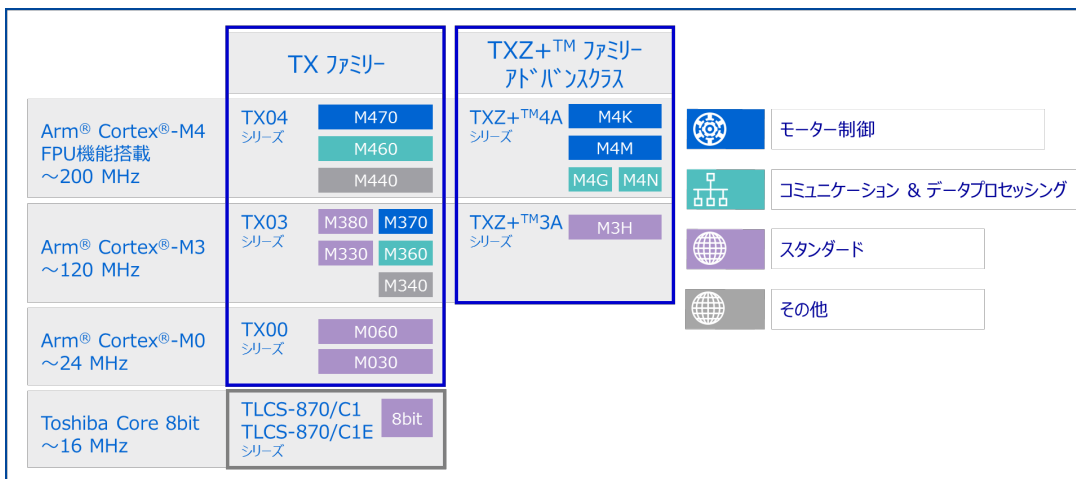 TX ファミリー
TXZ+™ ファミリー
アドバンスクラス
Arm® Cortex®-M4
FPU機能搭載
～200 MHz
TX04
シリーズ
M470
M460
M440
TXZ+™4A
シリーズ
M4K
M4M
M4G M4N
Arm® Cortex®-M3
～120 MHz
TX03
シリーズ
M380 M370
M330 M360
M340
TXZ+™3A
シリーズ
M3H
Arm® Cortex®-M0
～24 MHz
TX00
シリーズ
M060
M030
Toshiba Core 8bit
～16 MHz
TLCS-870/C1
TLCS-870/C1E
シリーズ
8bit
モーター制御
コミュニケーション & データプロセッシング
スタンダード
その他